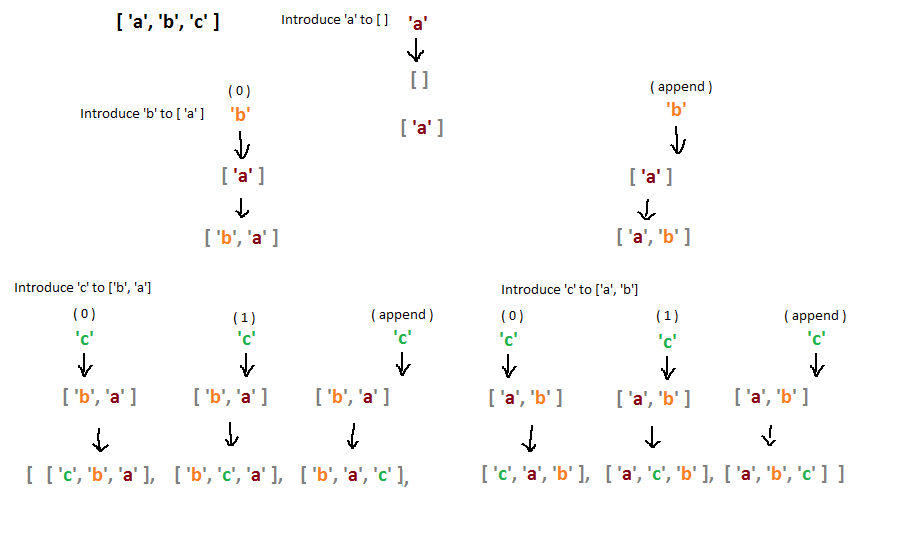 [ 'a', 'b', 'c' ]
Introduce 'a' to [ ]
'a'
[ ]
[ 'a' ]
( 0 )
Introduce 'b' to [ 'a' ]
'b'
[ 'a' ]
[ 'b', 'a' ]
( append )
'b'
[ 'a' ]
[ 'a', 'b' ]
Introduce 'c' to ['b', 'a']
( 0 ) ( 1 ) ( append )
'c' 'c' 'c'
[ 'b', 'a' ] [ 'b', 'a' ] [ 'b', 'a' ]
[ [ 'c', 'b', 'a' ], [ 'b', 'c', 'a' ], [ 'b', 'a', 'c' ],
Introduce 'c' to ['a', 'b']
( 0 ) ( 1 ) ( append )
'c' 'c' 'c'
[ 'a', 'b' ] [ 'a', 'b' ] [ 'a', 'b' ]
[ 'c', 'a', 'b' ], [ 'a', 'c', 'b' ], [ 'a', 'b', 'c' ] ]